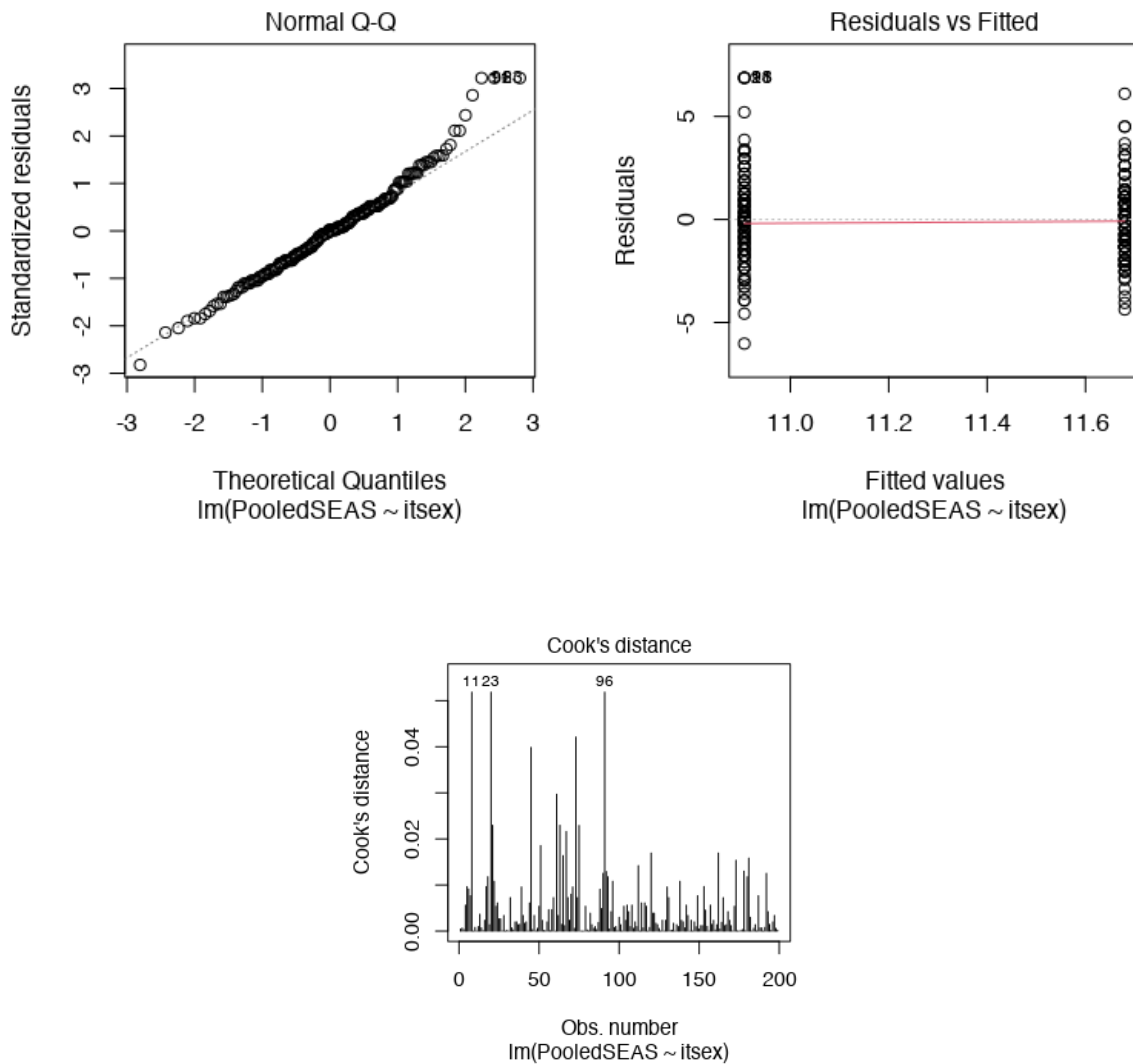 Normal Q-Q
Standardized residuals
3
2
1
0
-1
-2
-3
-3 -2 -1 0 1 2 3
Theoretical Quantiles
lm(PooledSEAS ~ itsex)
Residuals vs Fitted
Residuals
5
0
-5
11.0 11.2 11.4 11.6
Fitted values
lm(PooledSEAS ~ itsex)
Cook's distance
11 23 96
Cook's distance
0.04
0.02
0.00
0 50 100 150 200
Obs. number
lm(PooledSEAS ~ itsex)